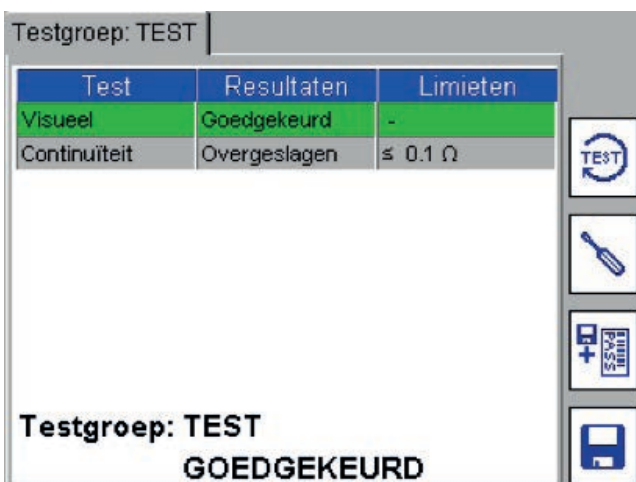 Testgroep: TEST
Test Resultaten Limieten
Visueel Goedgekeurd -
Continuïteit Overgeslagen ≤ 0.1 Ω
TEST
PASS
Testgroep: TEST
GOEDGEKEURD